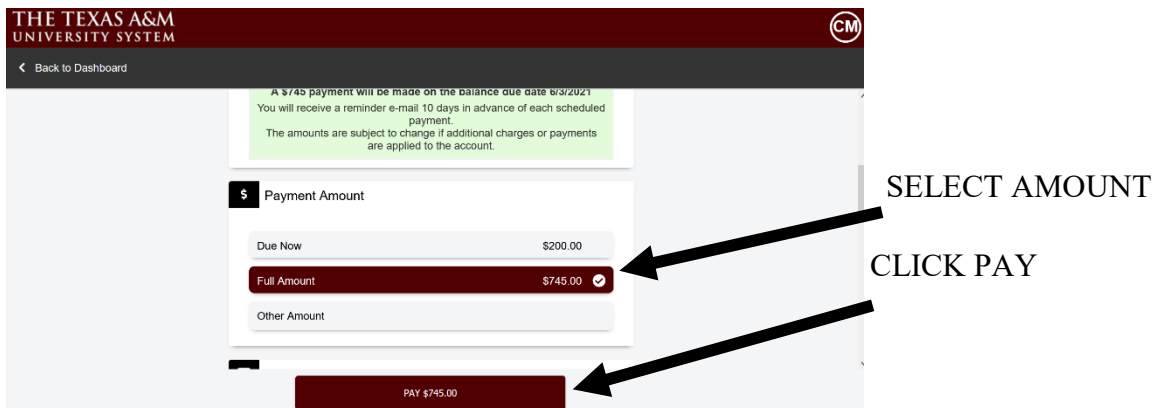 THE TEXAS A&M
UNIVERSITY SYSTEM
CM
Back to Dashboard
A $745 payment will be made on the balance due date 6/3/2021
You will receive a reminder e-mail 10 days in advance of each scheduled
payment.
The amounts are subject to change if additional charges or payments
are applied to the account.
$ Payment Amount
SELECT AMOUNT
Due Now $200.00
Full Amount $745.00
CLICK PAY
Other Amount
PAY $745.00